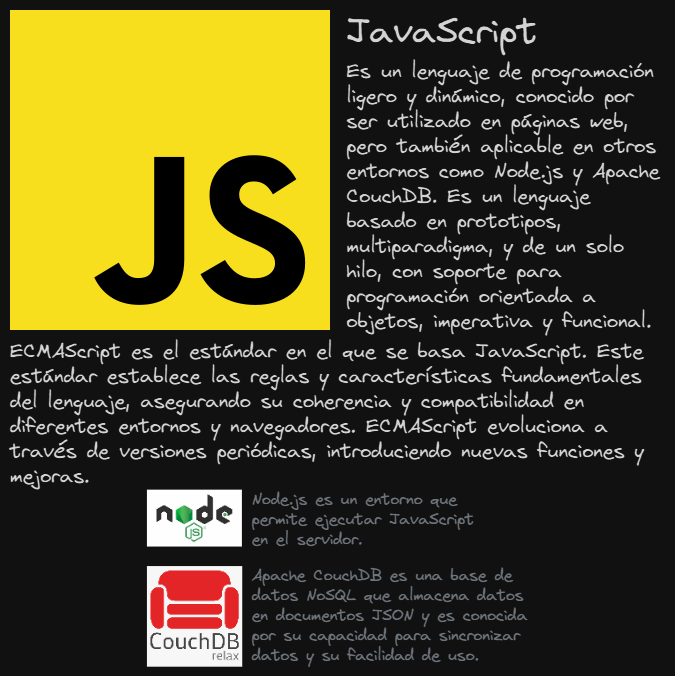 JS
JavaScript
Es un lenguaje de programación
ligero y dinámico, conocido por
ser utilizado en páginas web,
pero también aplicable en otros
entornos como Node.js y Apache
CouchDB. Es un lenguaje
basado en prototipos,
multiparadigma, y de un solo
hilo, con soporte para
programación orientada a
objetos, imperativa y funcional.
ECMAScript es el estándar en el que se basa JavaScript. Este
estándar establece las reglas y características fundamentales
del lenguaje, asegurando su coherencia y compatibilidad en
diferentes entornos y navegadores. ECMAScript evoluciona a
través de versiones periódicas, introduciendo nuevas funciones y
mejoras.
node
JS
Node.js es un entorno que
permite ejecutar JavaScript
en el servidor.
CouchDB
relax
Apache CouchDB es una base de
datos NoSQL que almacena datos
en documentos JSON y es conocida
por su capacidad para sincronizar
datos y su facilidad de uso.